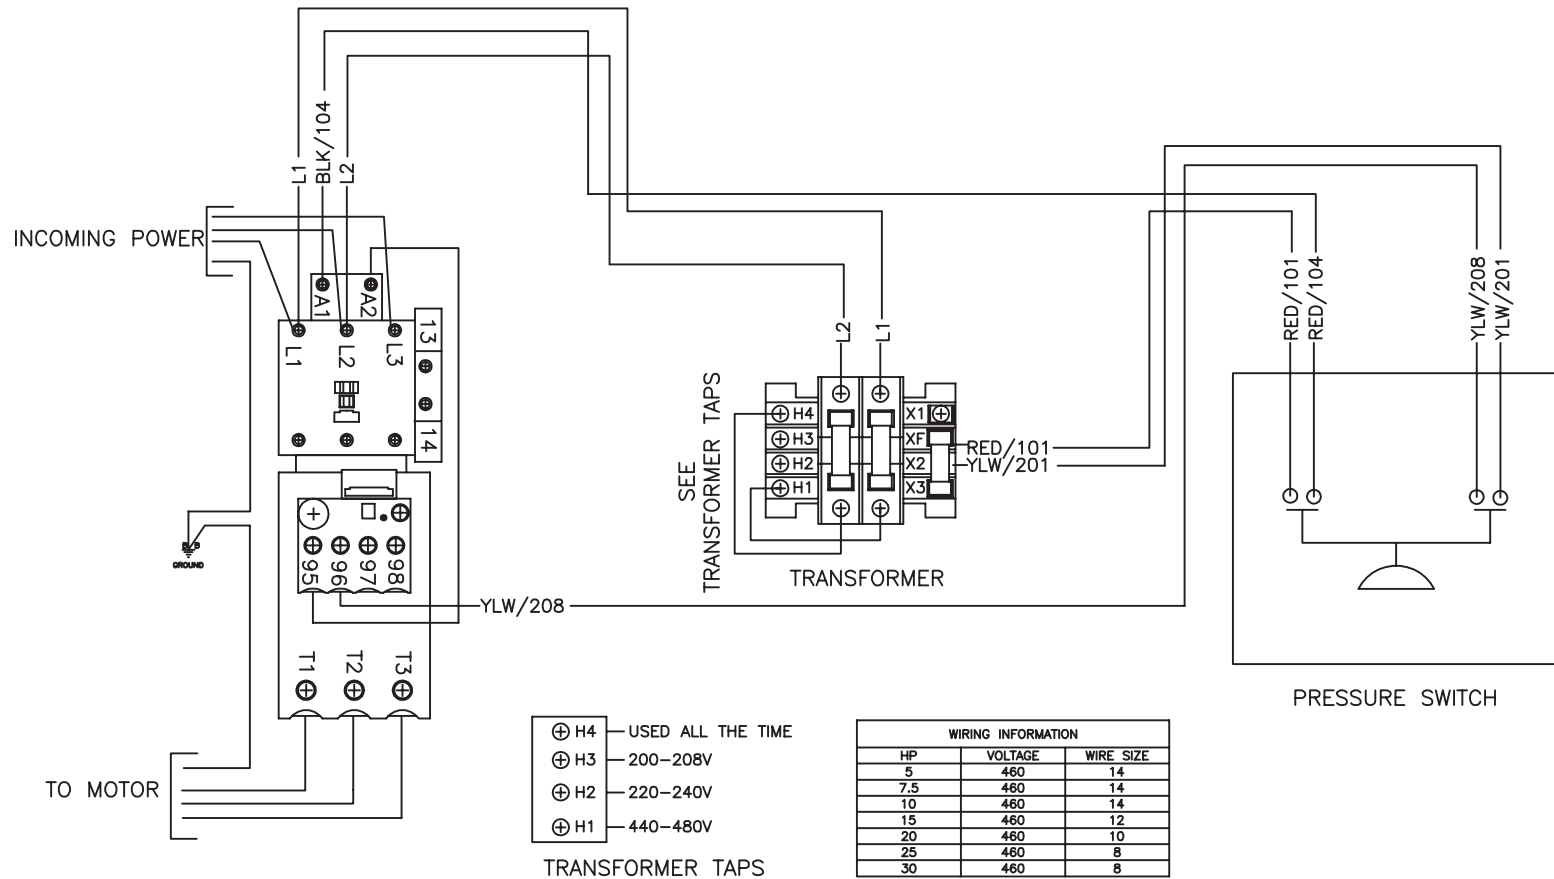 L1
BLK/104
L2
INCOMING POWER
A1
A2
L1
L2
L3
13
14
95
96
97
98
GROUND
T1
T2
T3
TO MOTOR
YLW/208
SEE
TRANSFORMER TAPS
L2
L1
H4
H3
H2
H1
X1
XF
X2
X3
RED/101
YLW/201
TRANSFORMER
RED/101
RED/104
YLW/208
YLW/201
PRESSURE SWITCH
H4 USED ALL THE TIME
H3 200-208V
H2 220-240V
H1 440-480V
TRANSFORMER TAPS
WIRING INFORMATION
HP VOLTAGE WIRE SIZE
5 460 14
7.5 460 14
10 460 14
15 460 12
20 460 10
25 460 8
30 460 8